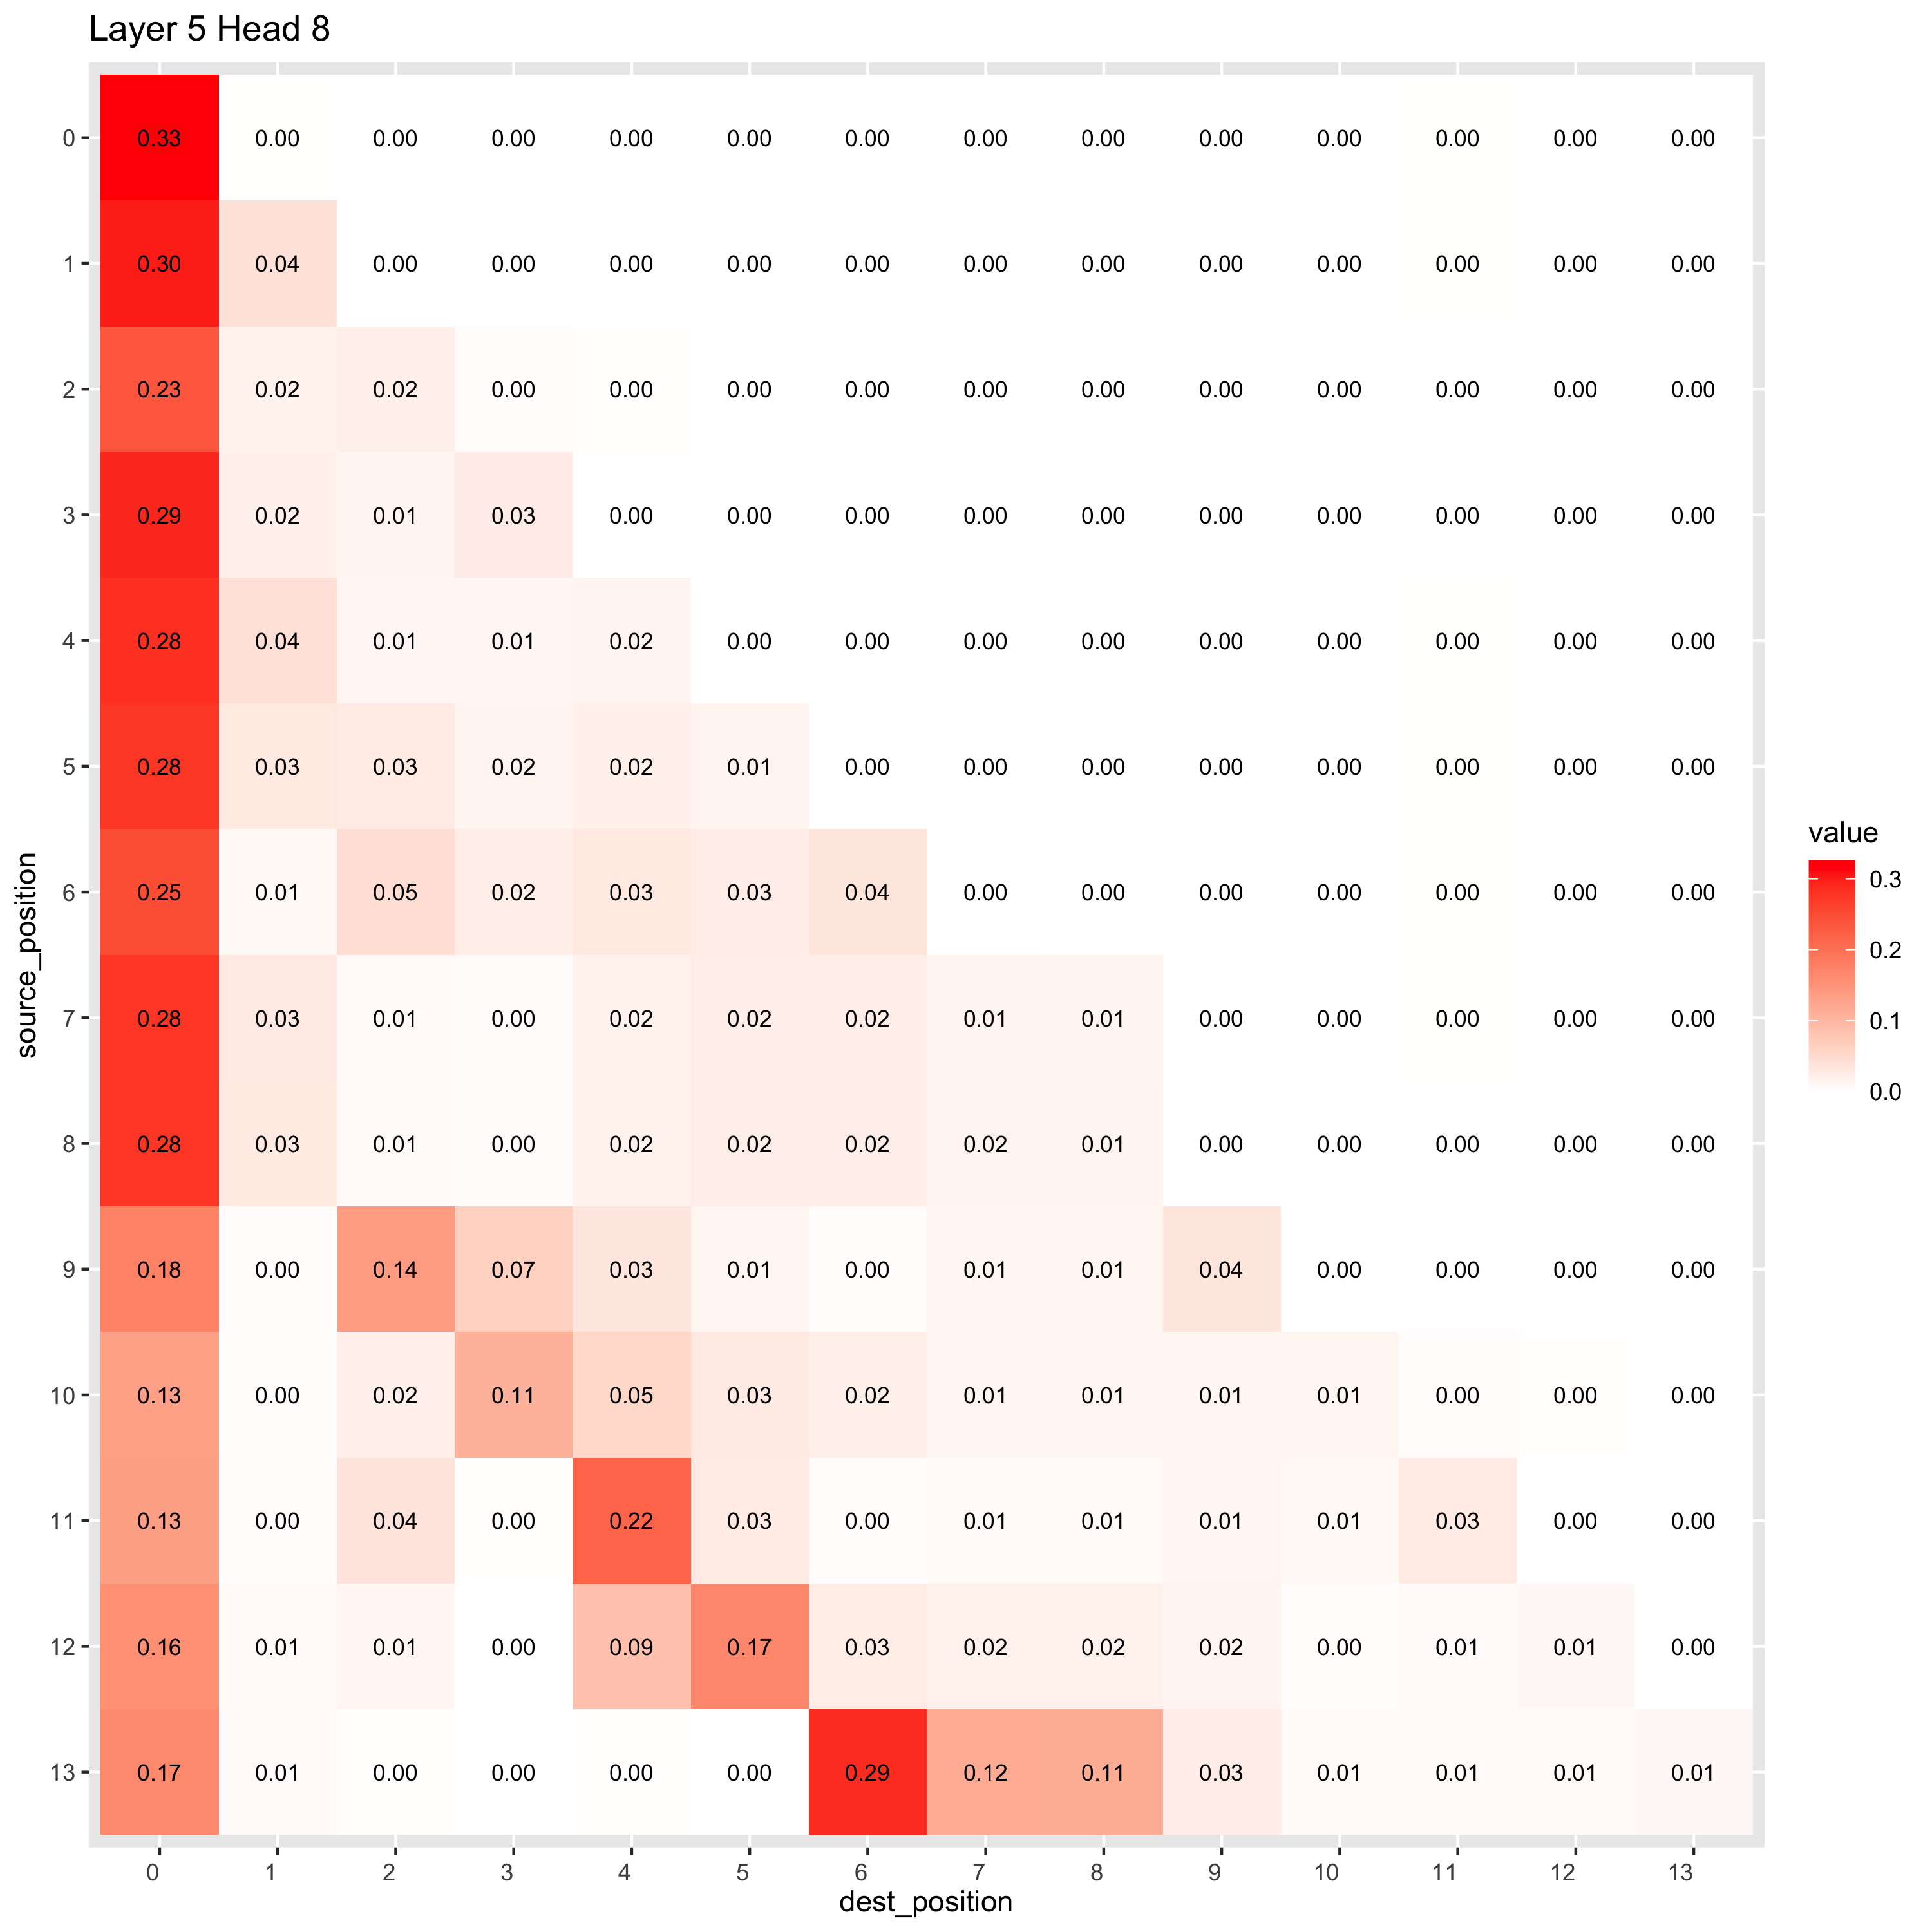 Layer 5 Head 8
0 0.33 0.00 0.00 0.00 0.00 0.00 0.00 0.00 0.00 0.00 0.00 0.00 0.00 0.00
1 0.30 0.04 0.00 0.00 0.00 0.00 0.00 0.00 0.00 0.00 0.00 0.00 0.00 0.00
2 0.23 0.02 0.02 0.00 0.00 0.00 0.00 0.00 0.00 0.00 0.00 0.00 0.00 0.00
3 0.29 0.02 0.01 0.03 0.00 0.00 0.00 0.00 0.00 0.00 0.00 0.00 0.00 0.00
4 0.28 0.04 0.01 0.01 0.02 0.00 0.00 0.00 0.00 0.00 0.00 0.00 0.00 0.00
5 0.28 0.03 0.03 0.02 0.02 0.01 0.00 0.00 0.00 0.00 0.00 0.00 0.00 0.00
6 0.25 0.01 0.05 0.02 0.03 0.03 0.04 0.00 0.00 0.00 0.00 0.00 0.00 0.00
7 0.28 0.03 0.01 0.00 0.02 0.02 0.02 0.01 0.01 0.00 0.00 0.00 0.00 0.00
8 0.28 0.03 0.01 0.00 0.02 0.02 0.02 0.02 0.01 0.00 0.00 0.00 0.00 0.00
9 0.18 0.00 0.14 0.07 0.03 0.01 0.00 0.01 0.01 0.04 0.00 0.00 0.00 0.00
10 0.13 0.00 0.02 0.11 0.05 0.03 0.02 0.01 0.01 0.01 0.01 0.00 0.00 0.00
11 0.13 0.00 0.04 0.00 0.22 0.03 0.00 0.01 0.01 0.01 0.01 0.03 0.00 0.00
12 0.16 0.01 0.01 0.00 0.09 0.17 0.03 0.02 0.02 0.02 0.00 0.01 0.01 0.00
13 0.17 0.01 0.00 0.00 0.00 0.00 0.29 0.12 0.11 0.03 0.01 0.01 0.01 0.01
0 1 2 3 4 5 6 7 8 9 10 11 12 13
dest_position
source_position
value
0.3
0.2
0.1
0.0